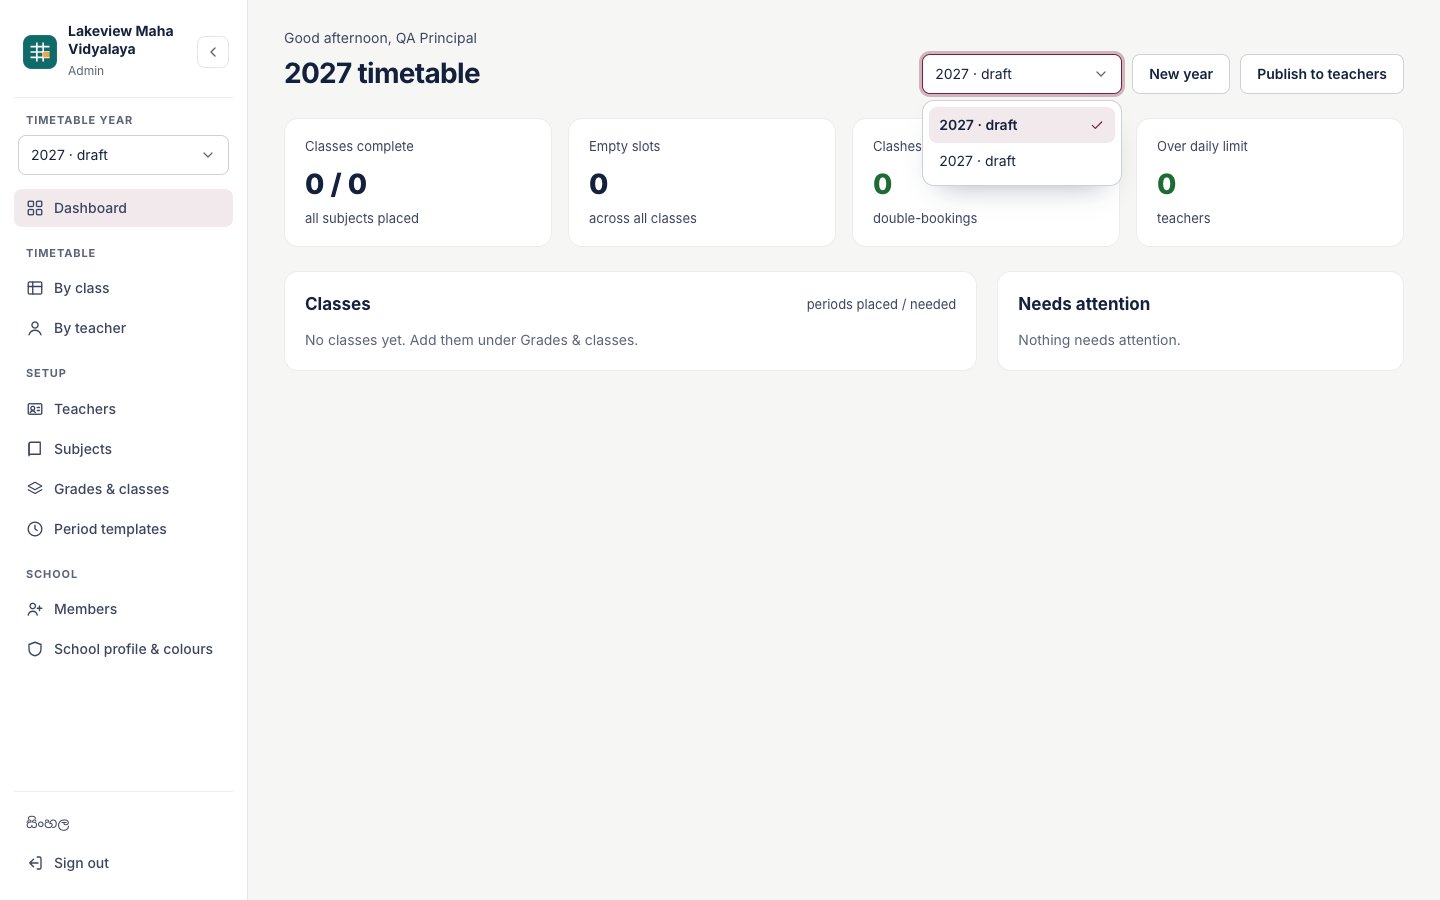 Lakeview Maha
Vidyalaya
Admin
TIMETABLE YEAR
2027 · draft
Dashboard
TIMETABLE
By class
By teacher
SETUP
Teachers
Subjects
Grades & classes
Period templates
SCHOOL
Members
School profile & colours
සිංහල
Sign out
Good afternoon, QA Principal
2027 timetable
2027 · draft
New year
Publish to teachers
2027 · draft
2027 · draft
Classes complete
0 / 0
all subjects placed
Empty slots
0
across all classes
Clashes
0
double-bookings
Over daily limit
0
teachers
Classes
periods placed / needed
No classes yet. Add them under Grades & classes.
Needs attention
Nothing needs attention.